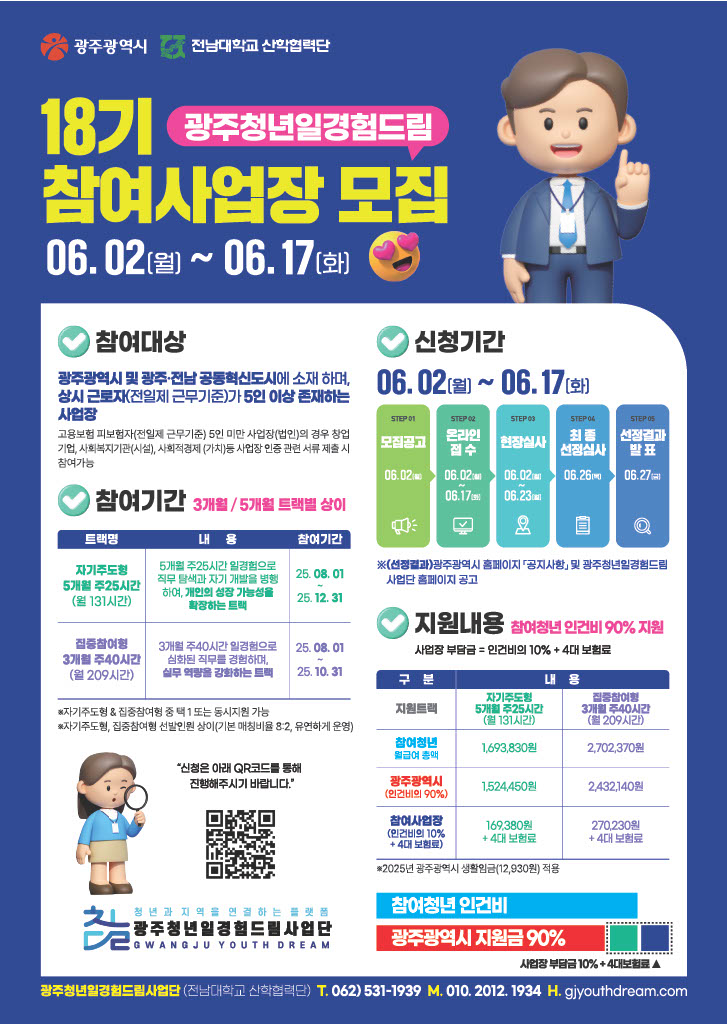 광주광역시 전남대학교 산학협력단
18기 광주청년일경험드림
참여사업장 모집
06. 02(월) ~ 06. 17(화)
참여대상
광주광역시 및 광주·전남 공동혁신도시에 소재 하며,
상시 근로자(전일제 근무기준)가 5인 이상 존재하는
사업장
고용보험 피보험자(전일제 근무기준) 5인 미만 사업장(법인)의 경우 창업
기업, 사회복지기관(시설), 사회적경제 (가치)등 사업장 인증 관련 서류 제출 시
참여가능
참여기간 3개월 / 5개월 트랙별 상이
트랙명 내 용 참여기간
자기주도형
5개월 주25시간
(월 131시간)
5개월 주25시간 일경험으로
직무 탐색과 자기 개발을 병행
하여, 개인의 성장 가능성을
확장하는 트랙
25. 08. 01
~
25. 12. 31
집중참여형
3개월 주40시간
(월 209시간)
3개월 주40시간 일경험으로
심화된 직무를 경험하며,
실무 역량을 강화하는 트랙
25. 08. 01
~
25. 10. 31
※자기주도형 & 집중참여형 중 택 1 또는 동시지원 가능
※자기주도형, 집중참여형 선발인원 상이(기본 매칭비율 8:2, 유연하게 운영)
“신청은 아래 QR코드를 통해
진행해주시기 바랍니다.”
청년과 지역을 연결하는 플랫폼
광주청년일경험드림사업단
GWANGJU YOUTH DREAM
신청기간
06. 02(월) ~ 06. 17(화)
STEP 01
모집공고
06.02(월)
STEP 02
온라인
접 수
06.02(월)
~
06.17(화)
STEP 03
현장실사
06.02(월)
~
06.23(월)
STEP 04
최 종
선정심사
06.26(목)
STEP 05
선정결과
발 표
06.27(금)
※(선정결과)광주광역시 홈페이지 「공지사항」 및 광주청년일경험드림
사업단 홈페이지 공고
지원내용 참여청년 인건비 90% 지원
사업장 부담금 = 인건비의 10% + 4대 보험료
구 분 내 용
지원트랙
자기주도형
5개월 주25시간
(월 131시간)
집중참여형
3개월 주40시간
(월 209시간)
참여청년
월급여 총액
1,693,830원 2,702,370원
광주광역시
(인건비의 90%)
1,524,450원 2,432,140원
참여사업장
(인건비의 10%
+ 4대 보험료)
169,380원
+ 4대 보험료
270,230원
+ 4대 보험료
※2025년 광주광역시 생활임금(12,930원) 적용
참여청년 인건비
광주광역시 지원금 90%
사업장 부담금 10% + 4대보험료 ▲
광주청년일경험드림사업단 (전남대학교 산학협력단) T. 062) 531-1939 M. 010. 2012. 1934 H. gjyouthdream.com